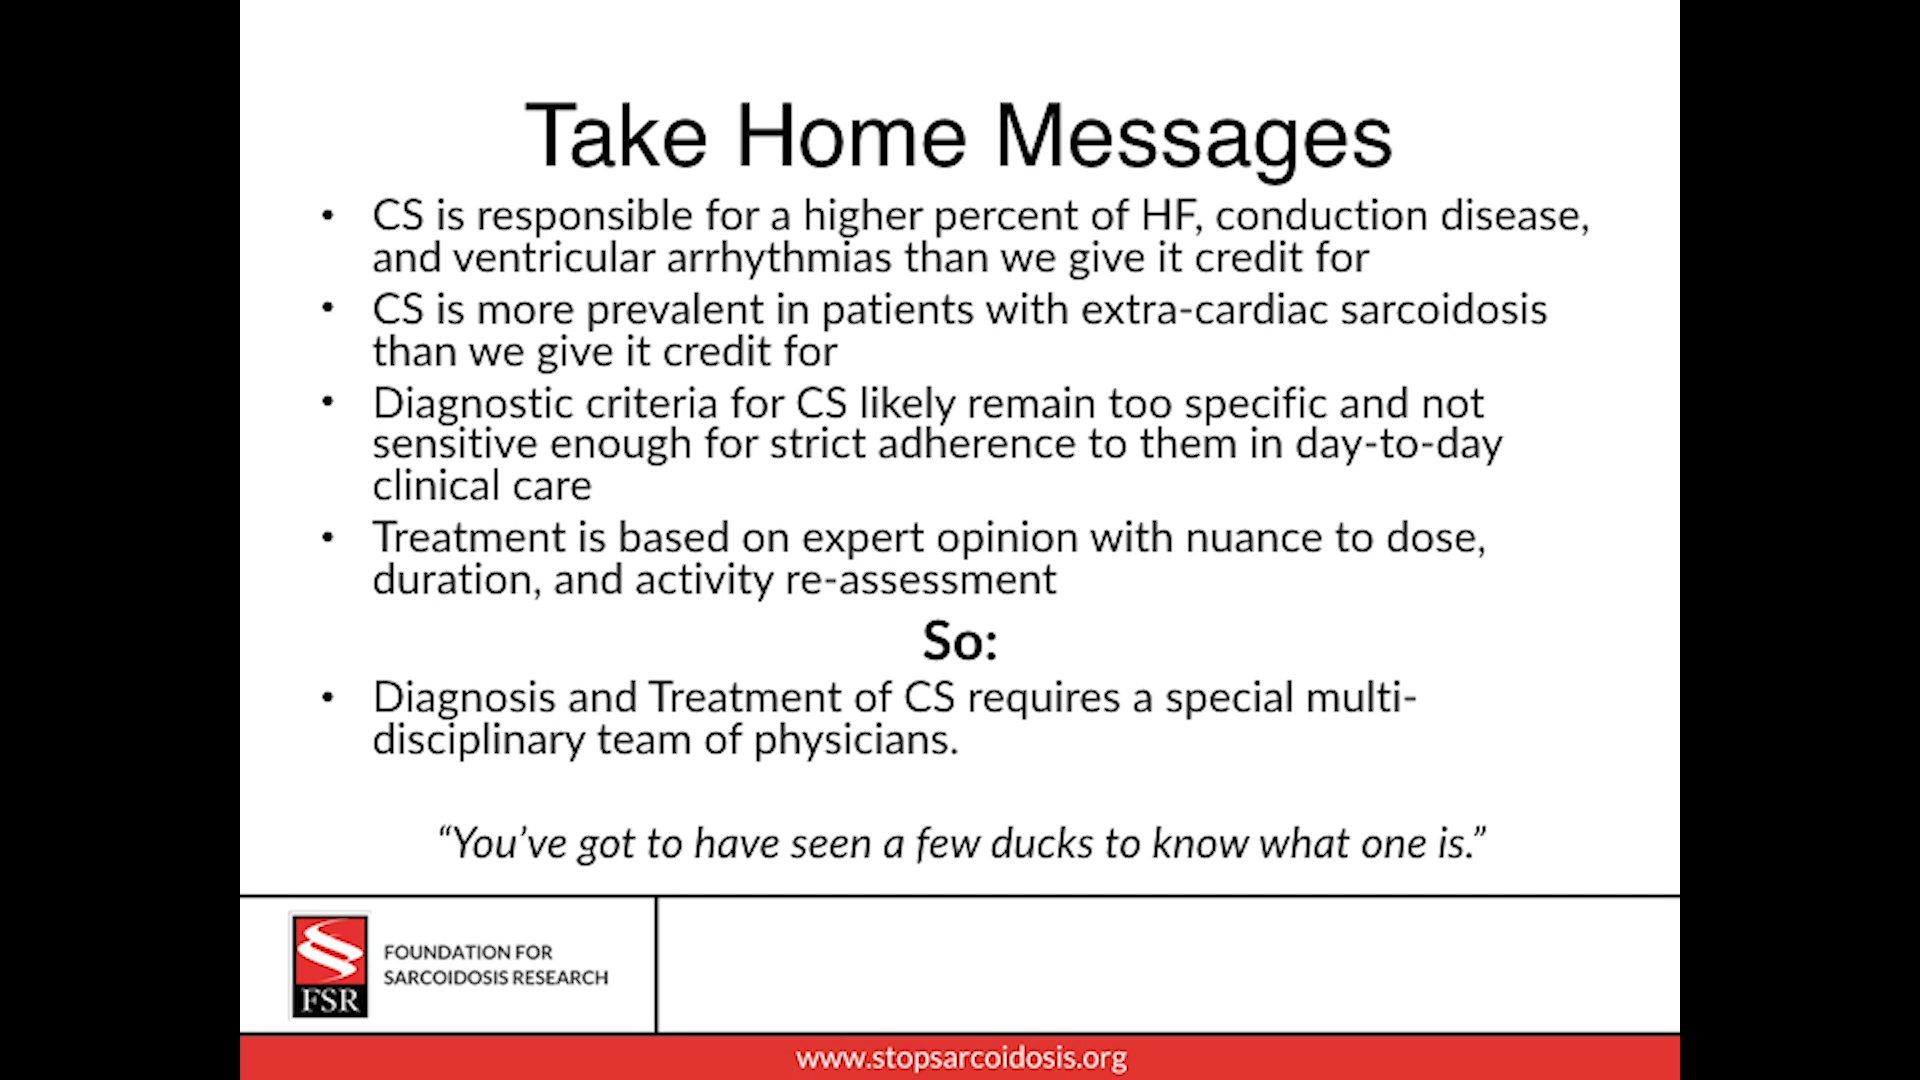 Take Home Messages
• CS is responsible for a higher percent of HF, conduction disease,
and ventricular arrhythmias than we give it credit for
• CS is more prevalent in patients with extra-cardiac sarcoidosis
than we give it credit for
• Diagnostic criteria for CS likely remain too specific and not
sensitive enough for strict adherence to them in day-to-day
clinical care
• Treatment is based on expert opinion with nuance to dose,
duration, and activity re-assessment
So:
• Diagnosis and Treatment of CS requires a special multi-
disciplinary team of physicians.
“You’ve got to have seen a few ducks to know what one is.”
FOUNDATION FOR
SARCOIDOSIS RESEARCH
FSR
www.stopsarcoidosis.org